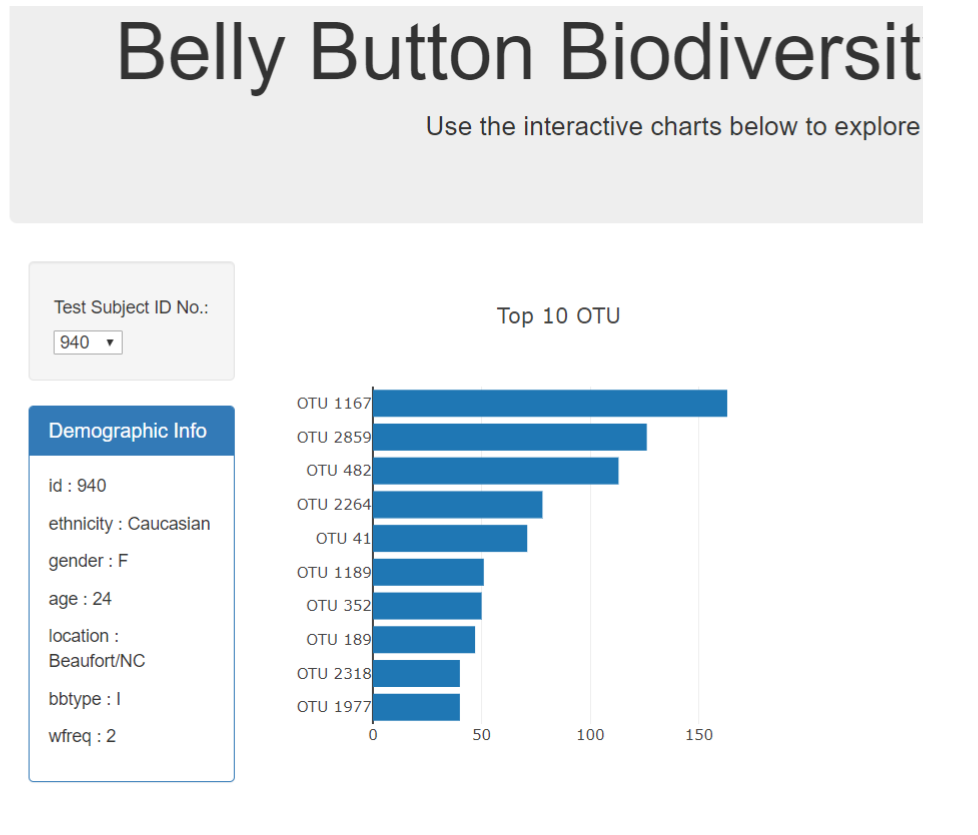 Belly Button Biodiversit
Use the interactive charts below to explore
Test Subject ID No.:
940
Demographic Info
id : 940
ethnicity : Caucasian
gender : F
age : 24
location :
Beaufort/NC
bbtype : I
wfreq : 2
Top 10 OTU
OTU 1167
OTU 2859
OTU 482
OTU 2264
OTU 41
OTU 1189
OTU 352
OTU 189
OTU 2318
OTU 1977
0 50 100 150